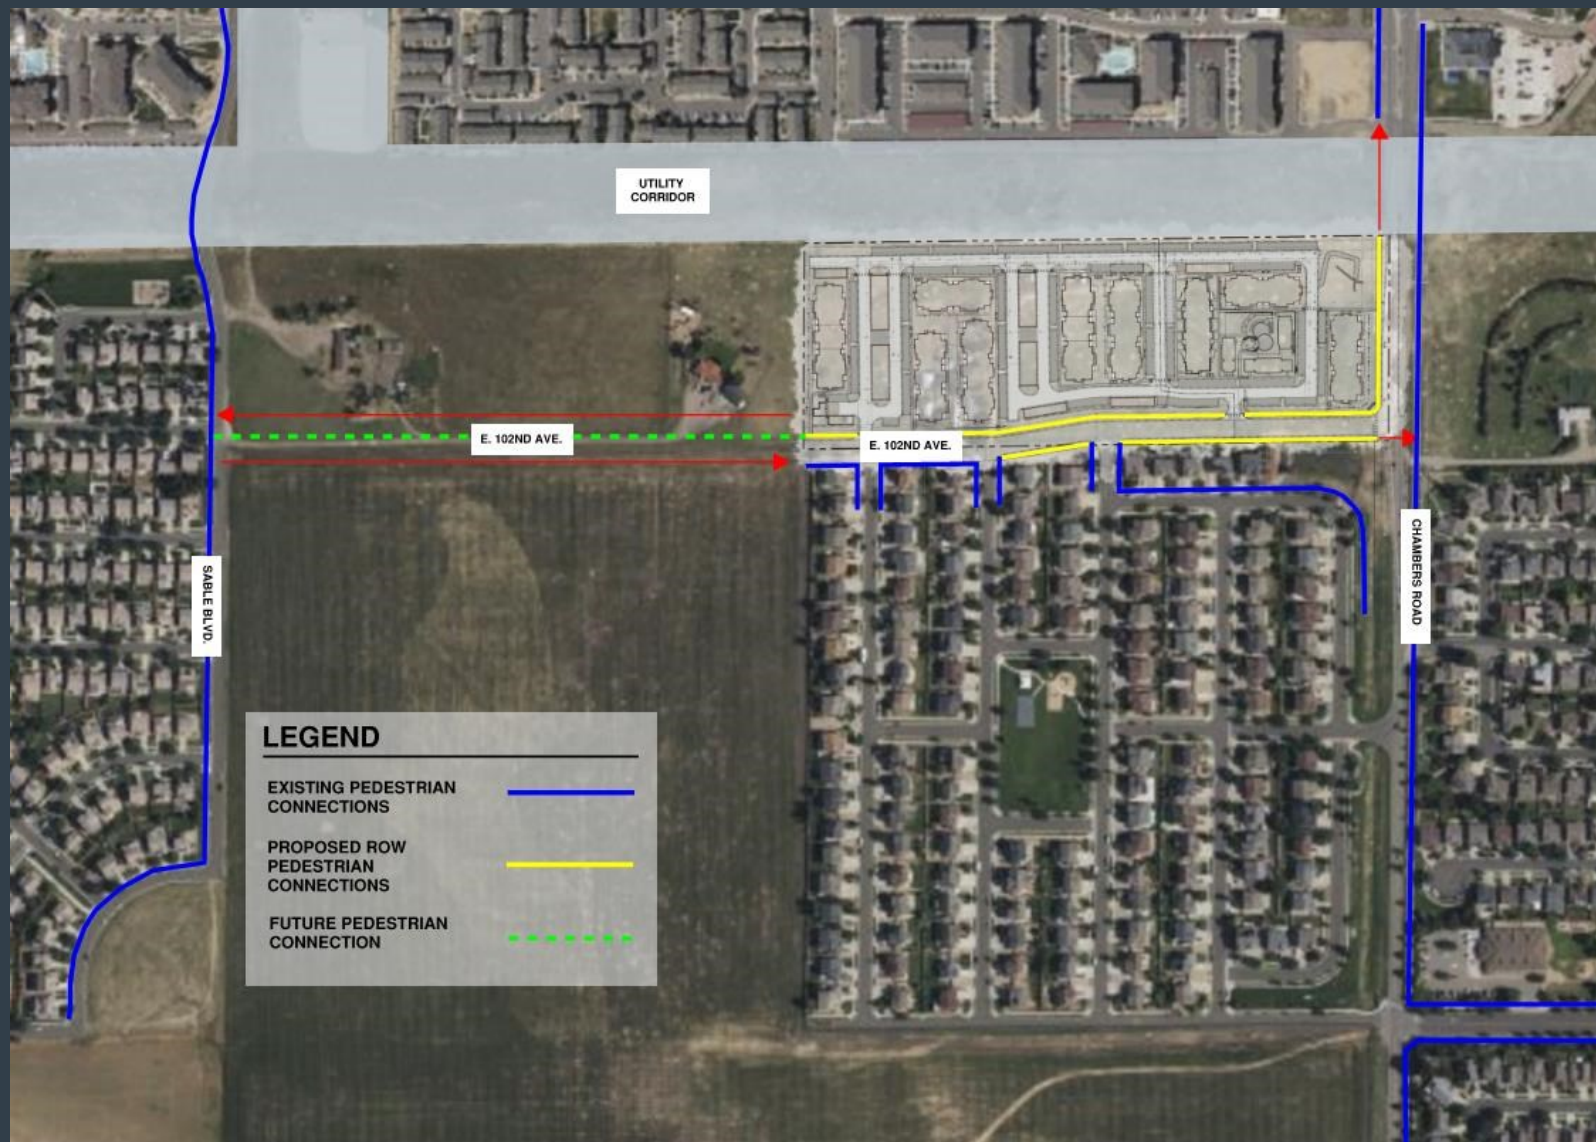 UTILITY
CORRIDOR
E. 102ND AVE.
E. 102ND AVE.
SABLE BLVD.
CHAMBERS ROAD
LEGEND
EXISTING PEDESTRIAN
CONNECTIONS
PROPOSED ROW
PEDESTRIAN
CONNECTIONS
FUTURE PEDESTRIAN
CONNECTION